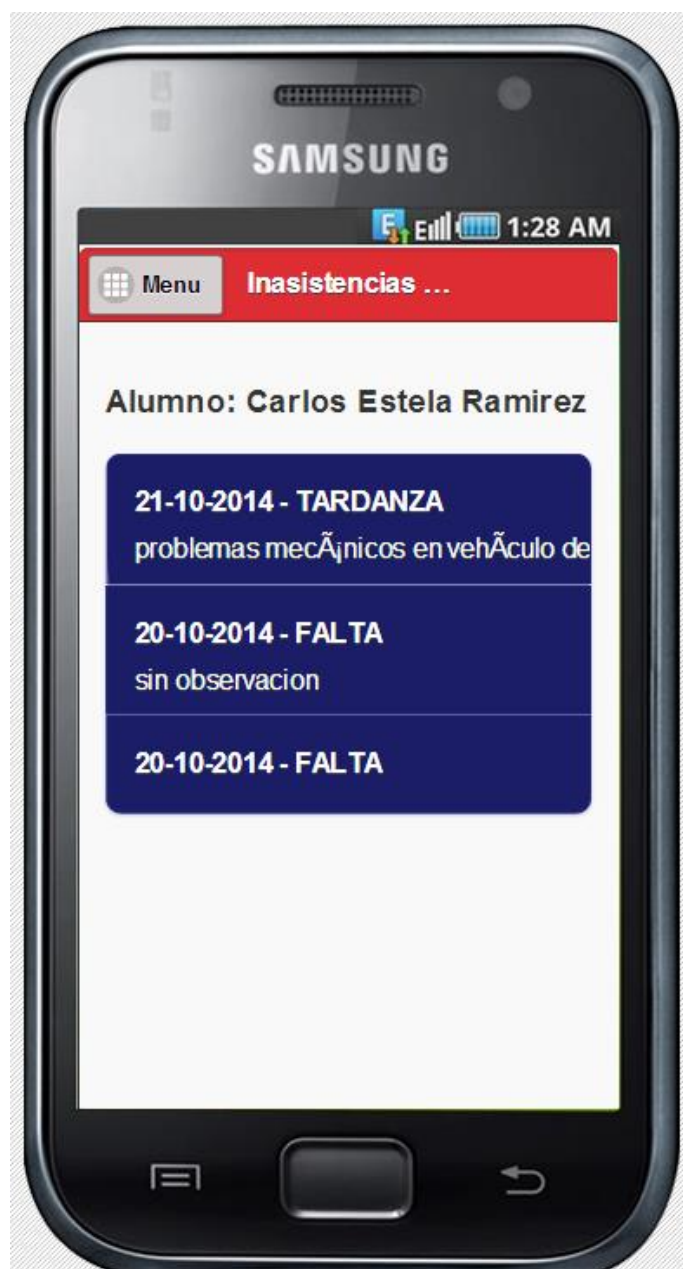 SAMSUNG
E E 1:28 AM
Menu Inasistencias ...
Alumno: Carlos Estela Ramirez
21-10-2014 - TARDANZA
problemas mecÃ¡nicos en vehÃculo de
20-10-2014 - FALTA
sin observacion
20-10-2014 - FALTA